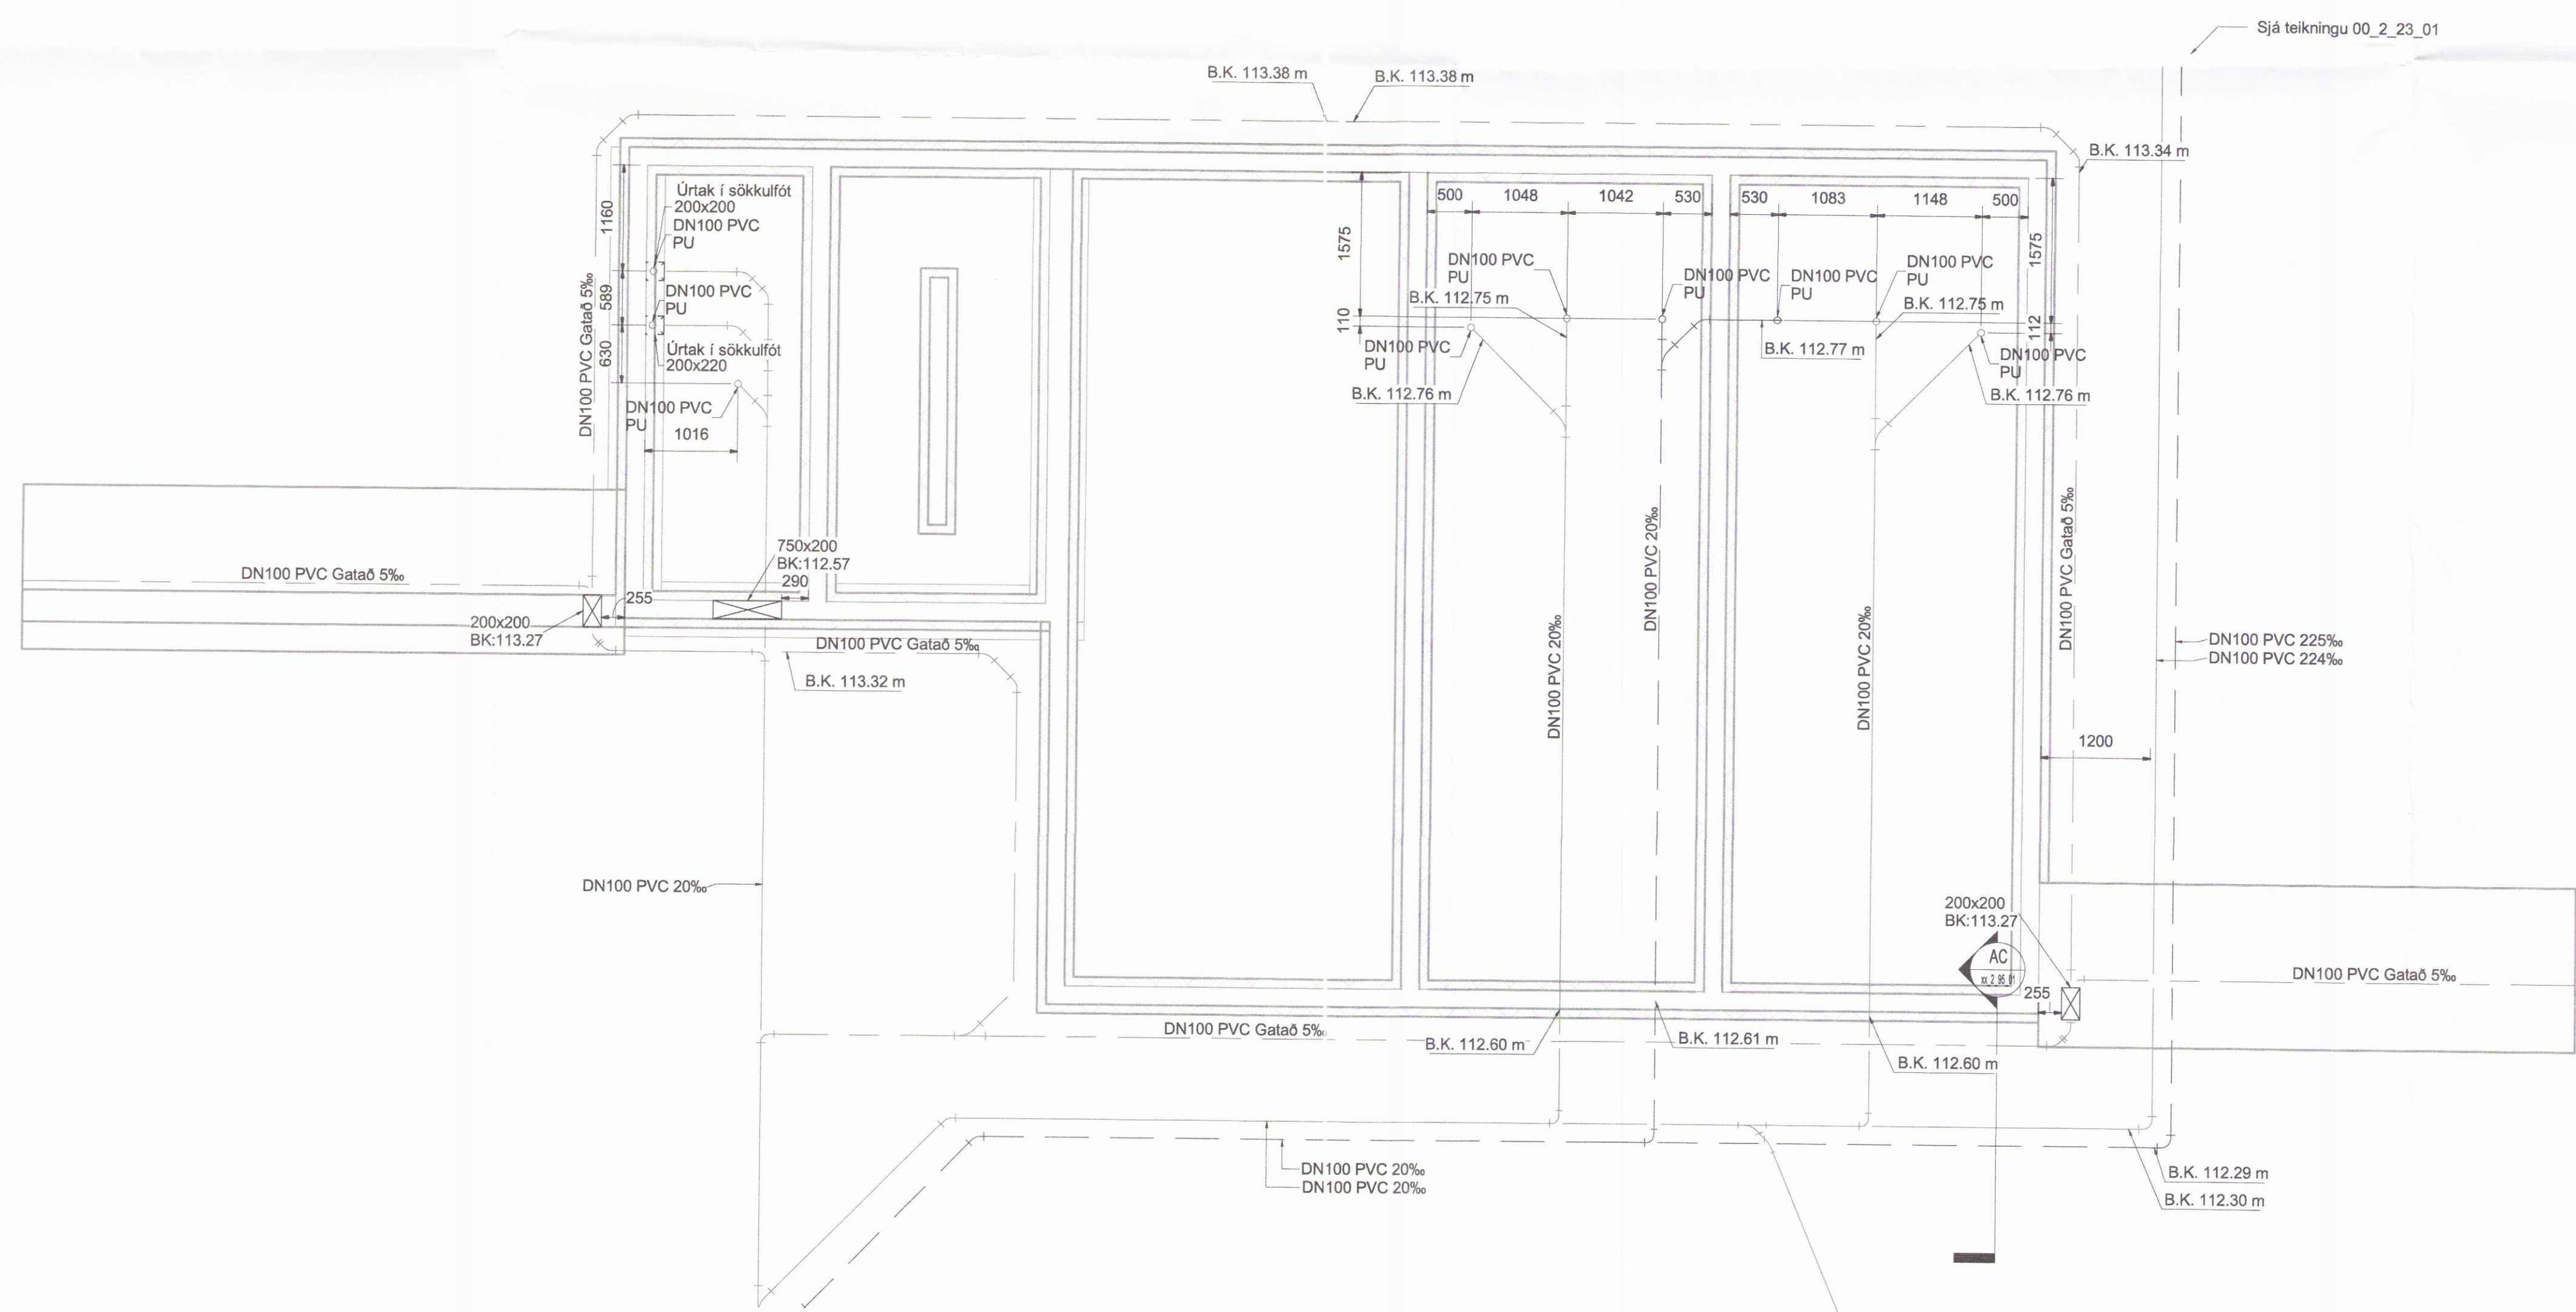 Sjá teikningu 00_2_23_01
B.K. 113.38 m
B.K. 113.38 m
B.K. 113.34 m
Úrtak í sökkulfót
200x200
DN100 PVC
PU
1160
589
630
DN100 PVC Gatað 5‰
DN100 PVC
PU
Úrtak í sökkulfót
200x220
DN100 PVC
PU
1016
500
1048
1042
530
530
1083
1148
500
1575
110
1575
112
DN100 PVC
PU
B.K. 112.75 m
DN100 PVC
PU
DN100 PVC
PU
DN100 PVC
PU
B.K. 112.75 m
DN100 PVC
PU
B.K. 112.76 m
B.K. 112.77 m
DN100 PVC
PU
B.K. 112.76 m
DN100 PVC Gatað 5‰
750x200
BK:112.57
290
255
200x200
BK:113.27
DN100 PVC Gatað 5‰
B.K. 113.32 m
DN100 PVC 20‰
DN100 PVC 20‰
DN100 PVC 20‰
DN100 PVC Gatað 5‰
DN100 PVC 225‰
DN100 PVC 224‰
1200
DN100 PVC 20‰
200x200
BK:113.27
AC
xx_2_95_01
255
DN100 PVC Gatað 5‰
DN100 PVC Gatað 5‰
B.K. 112.60 m
B.K. 112.61 m
B.K. 112.60 m
DN100 PVC 20‰
DN100 PVC 20‰
B.K. 112.29 m
B.K. 112.30 m